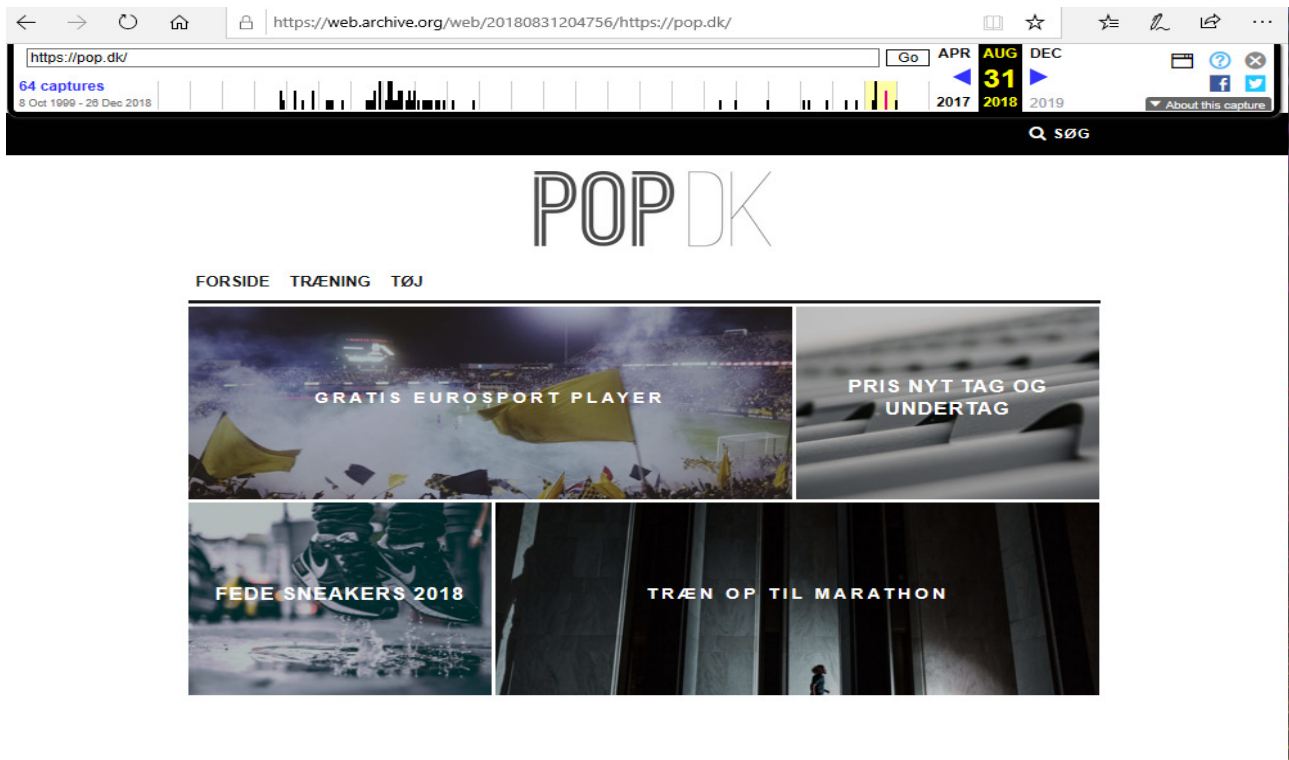 https://web.archive.org/web/20180831204756/https://pop.dk/
https://pop.dk/
Go
APR AUG DEC
64 captures
31
8 Oct 1999 - 26 Dec 2018
2017 2018 2019
About this capture
SØG
POP DK
FORSIDE TRÆNING TØJ
GRATIS EUROSPORT PLAYER
PRIS NYT TAG OG
UNDERTAG
FEDE SNEAKERS 2018
TRÆN OP TIL MARATHON